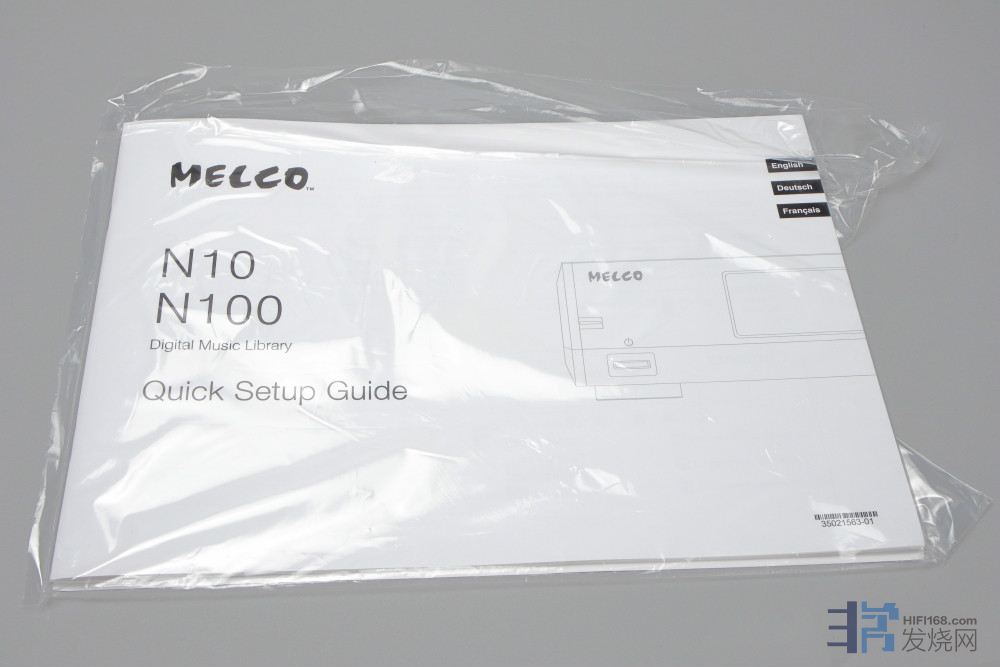 MELCO™
English
Deutsch
Français
N10
N100
Digital Music Library
Quick Setup Guide
MELCO
35021563-01
HIFI168.com
发烧网